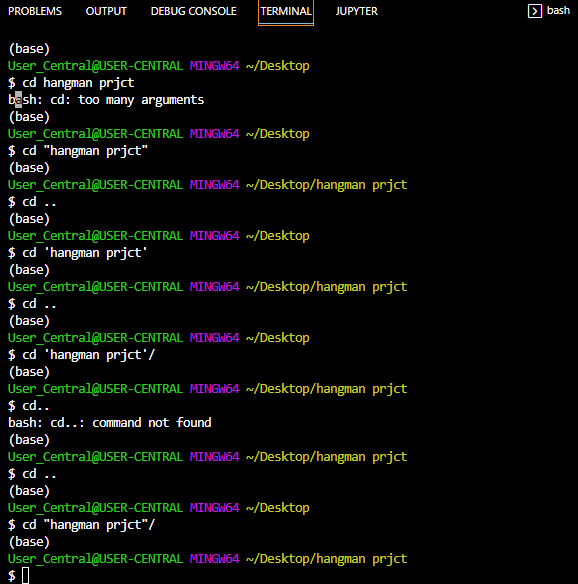 PROBLEMS OUTPUT DEBUG CONSOLE TERMINAL JUPYTER bash
(base)
User_Central@USER-CENTRAL MINGW64 ~/Desktop
$ cd hangman prjct
bash: cd: too many arguments
(base)
User_Central@USER-CENTRAL MINGW64 ~/Desktop
$ cd "hangman prjct"
(base)
User_Central@USER-CENTRAL MINGW64 ~/Desktop/hangman prjct
$ cd ..
(base)
User_Central@USER-CENTRAL MINGW64 ~/Desktop
$ cd 'hangman prjct'
(base)
User_Central@USER-CENTRAL MINGW64 ~/Desktop/hangman prjct
$ cd ..
(base)
User_Central@USER-CENTRAL MINGW64 ~/Desktop
$ cd 'hangman prjct'/
(base)
User_Central@USER-CENTRAL MINGW64 ~/Desktop/hangman prjct
$ cd..
bash: cd..: command not found
(base)
User_Central@USER-CENTRAL MINGW64 ~/Desktop/hangman prjct
$ cd ..
(base)
User_Central@USER-CENTRAL MINGW64 ~/Desktop
$ cd "hangman prjct"/
(base)
User_Central@USER-CENTRAL MINGW64 ~/Desktop/hangman prjct
$